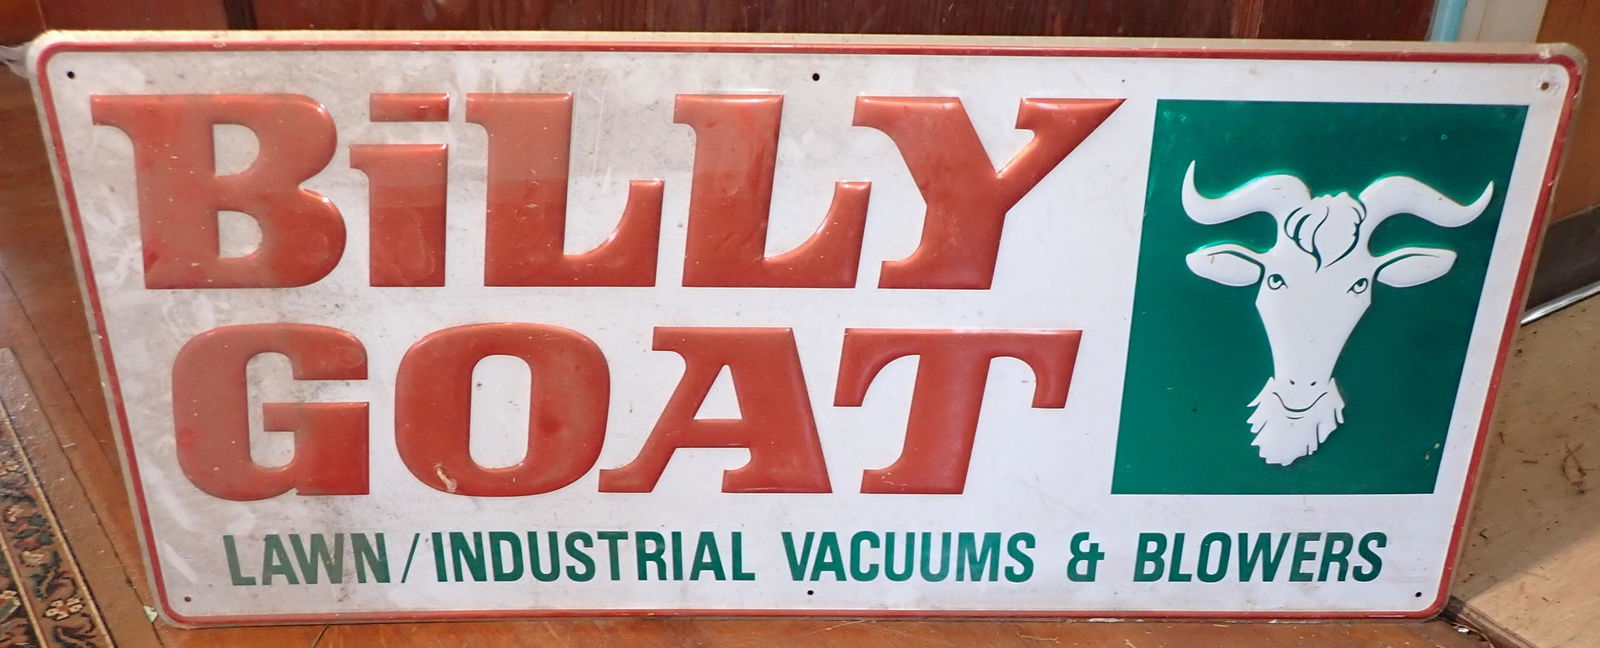 BiLLY
GOAT
LAWN/INDUSTRIAL VACUUMS & BLOWERS